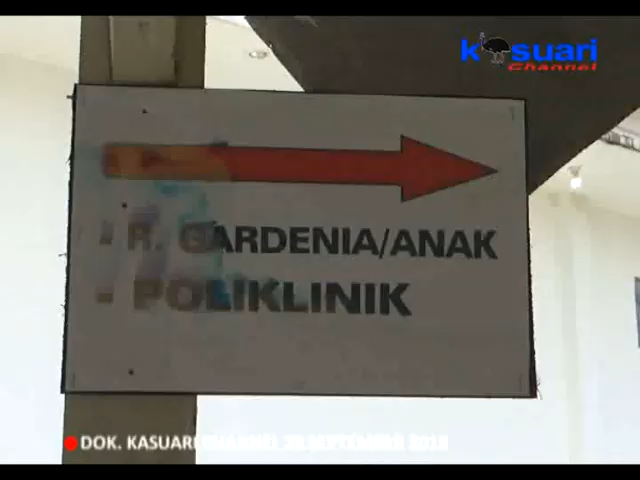 kasuari
Channel
- R. GARDENIA/ANAK
- POLIKLINIK
DOK. KASUARI CHANNEL 28 SEPTEMBER 2018